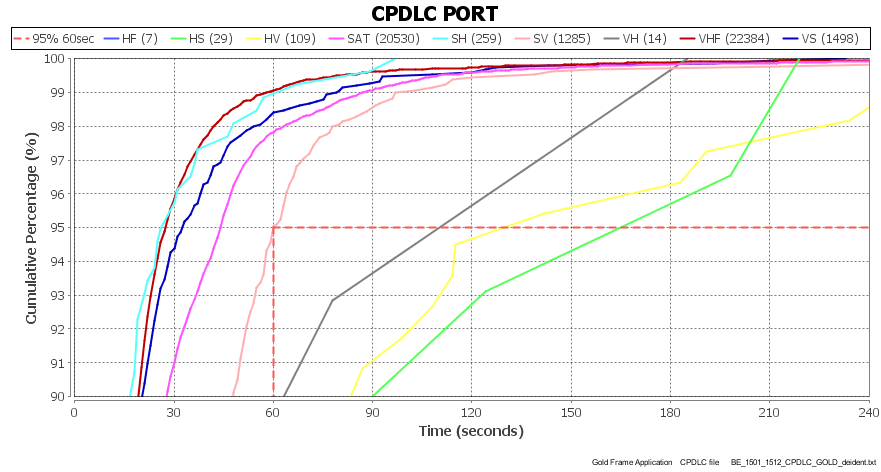 CPDLC PORT
95% 60sec HF (7) HS (29) HV (109) SAT (20530) SH (259) SV (1285) VH (14) VHF (22384) VS (1498)
Cumulative Percentage (%)
100
99
98
97
96
95
94
93
92
91
90
0 30 60 90 120 150 180 210 240
Time (seconds)
Gold Frame Application CPDLC file BE_1501_1512_CPDLC_GOLD_deident.txt